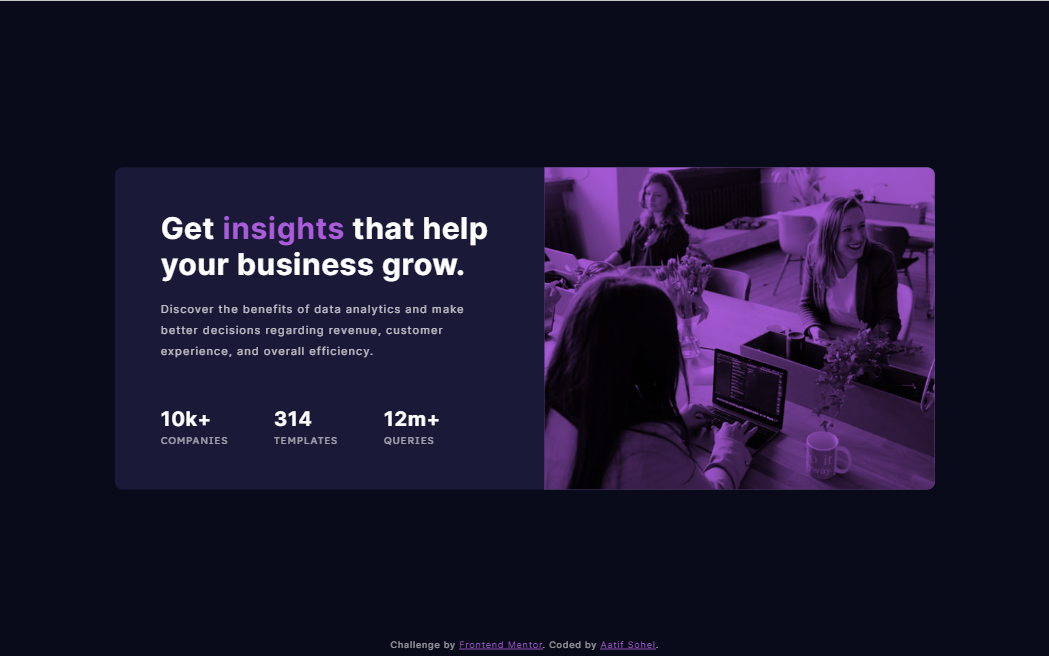 Get insights that help
your business grow.
Discover the benefits of data analytics and make
better decisions regarding revenue, customer
experience, and overall efficiency.
10k+ 314 12m+
COMPANIES TEMPLATES QUERIES
Challenge by Frontend Mentor. Coded by Aatif Sohel.